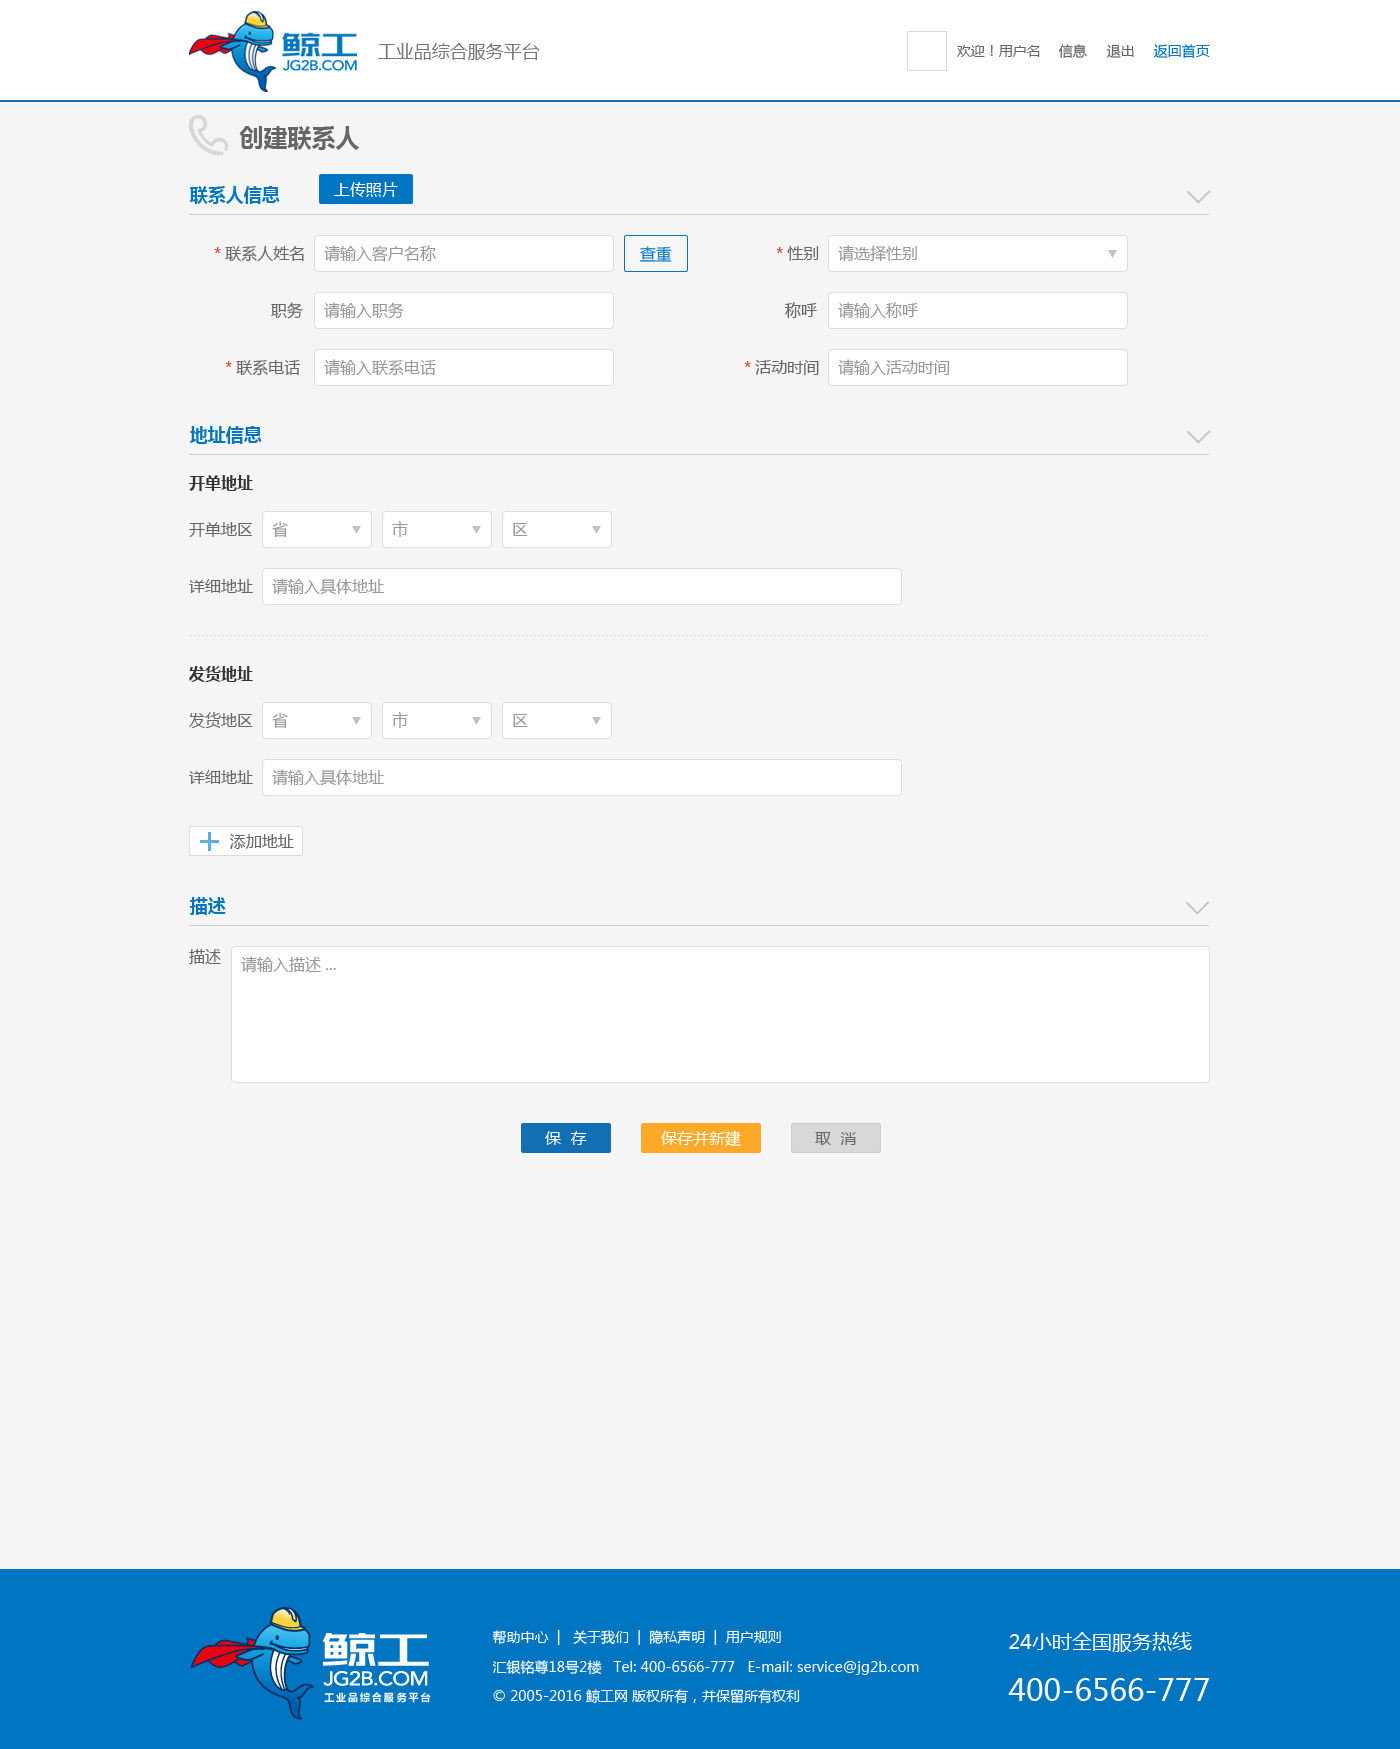 鲸工
JG2B.COM
工业品综合服务平台
欢迎！用户名 信息 退出 返回首页
创建联系人
联系人信息 上传照片
* 联系人姓名 请输入客户名称 查重 * 性别 请选择性别
职务 请输入职务 称呼 请输入称呼
* 联系电话 请输入联系电话 * 活动时间 请输入活动时间
地址信息
开单地址
开单地区 省 市 区
详细地址 请输入具体地址
发货地址
发货地区 省 市 区
详细地址 请输入具体地址
添加地址
描述
描述 请输入描述 ...
保 存 保存并新建 取 消
鲸工
JG2B.COM
工业品综合服务平台
帮助中心 | 关于我们 | 隐私声明 | 用户规则
汇银铭尊18号2楼 Tel: 400-6566-777 E-mail: service@jg2b.com
© 2005-2016 鲸工网 版权所有，并保留所有权利
24小时全国服务热线
400-6566-777